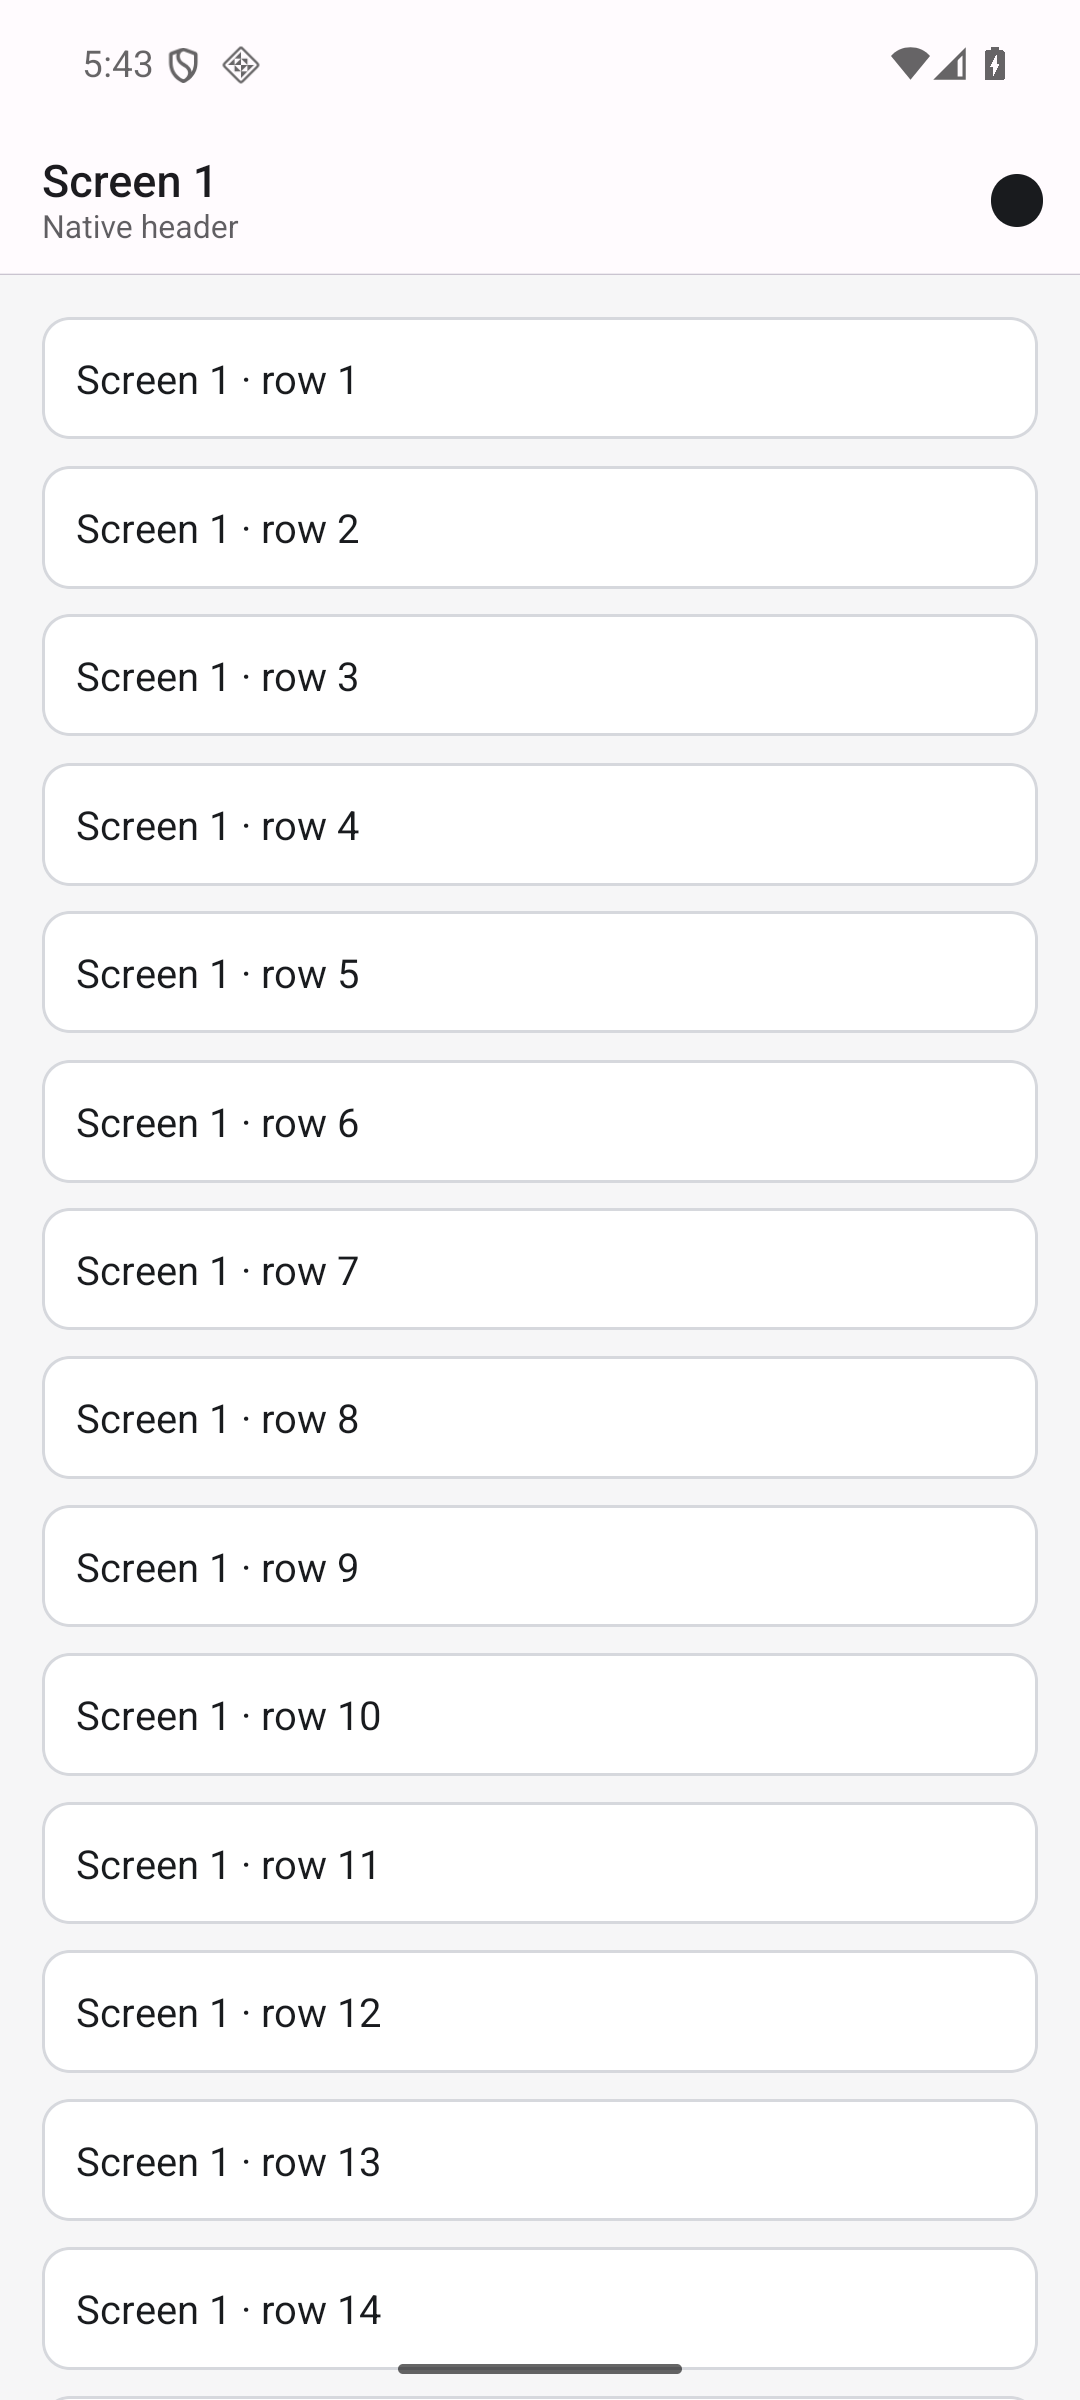 5:43
Screen 1
Native header
Screen 1 · row 1
Screen 1 · row 2
Screen 1 · row 3
Screen 1 · row 4
Screen 1 · row 5
Screen 1 · row 6
Screen 1 · row 7
Screen 1 · row 8
Screen 1 · row 9
Screen 1 · row 10
Screen 1 · row 11
Screen 1 · row 12
Screen 1 · row 13
Screen 1 · row 14